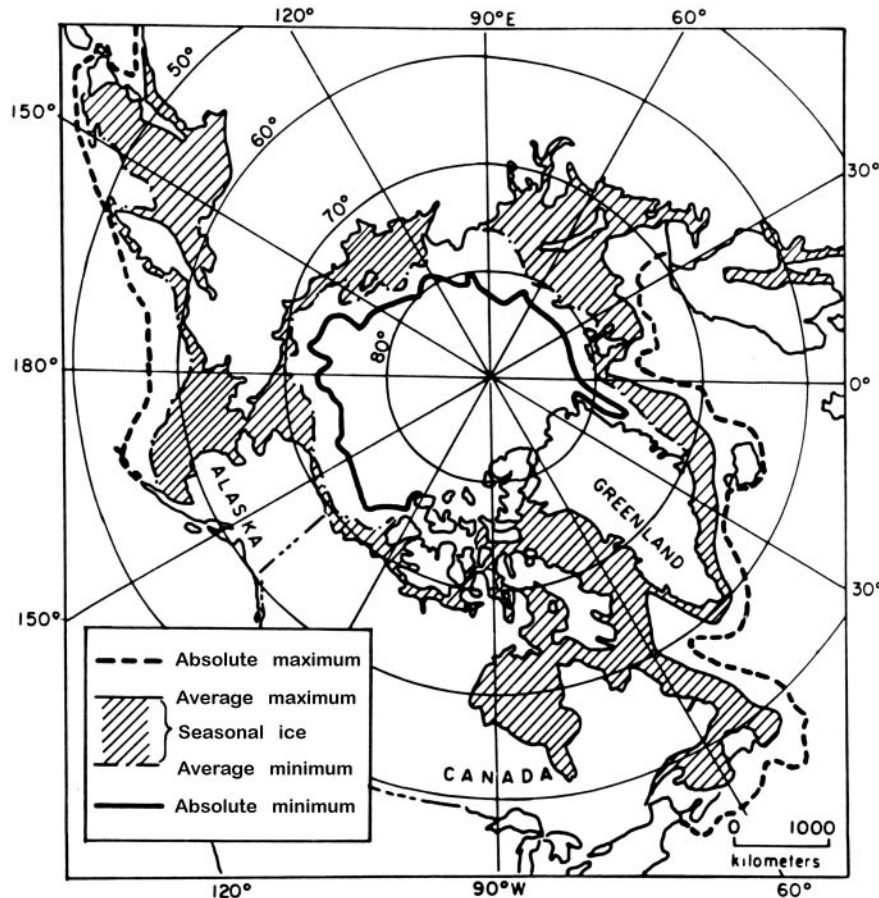 120°
120°
90°E
60°
50°
150°
60°
30°
70°
80°
180°
0°
ALASKA
GREENLAND
150°
30°
Absolute maximum
Average maximum
Seasonal ice
Average minimum
Absolute minimum
CANADA
0 1000
kilometers
120°
90°W
60°